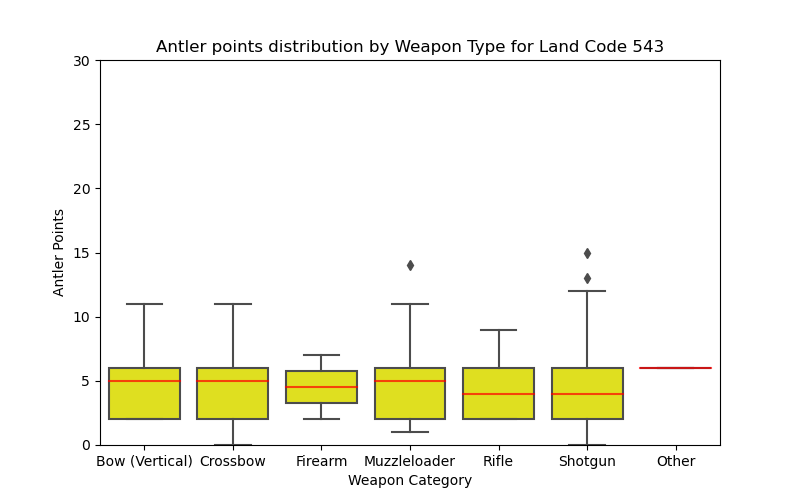 Antler points distribution by Weapon Type for Land Code 543
30
25
20
15
10
5
0
Antler Points
Bow (Vertical) Crossbow Firearm Muzzleloader Rifle Shotgun Other
Weapon Category